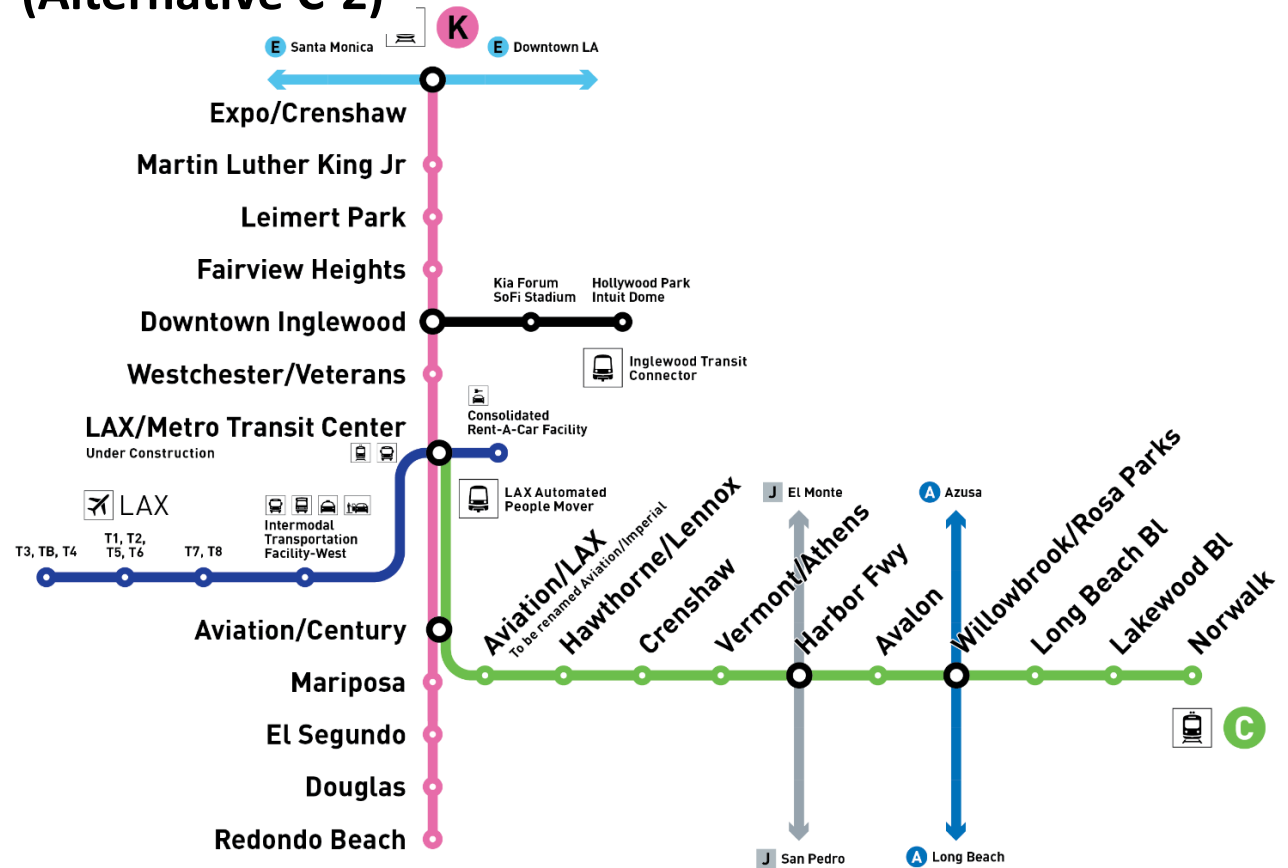 (Alternative C-2)
K
E Santa Monica
E Downtown LA
Expo/Crenshaw
Martin Luther King Jr
Leimert Park
Fairview Heights
Kia Forum
SoFi Stadium
Hollywood Park
Intuit Dome
Downtown Inglewood
Inglewood Transit
Connector
Westchester/Veterans
Consolidated
Rent-A-Car Facility
LAX/Metro Transit Center
Under Construction
LAX Automated
People Mover
LAX
Intermodal
Transportation
Facility-West
T3, TB, T4
T1, T2,
T5, T6
T7, T8
J El Monte
A Azusa
Aviation/LAX
To be renamed Aviation/Imperial
Hawthorne/Lennox
Crenshaw
Vermont/Athens
Harbor Fwy
Avalon
Willowbrook/Rosa Parks
Long Beach Bl
Lakewood Bl
Norwalk
Aviation/Century
Mariposa
El Segundo
C
Douglas
Redondo Beach
J San Pedro
A Long Beach